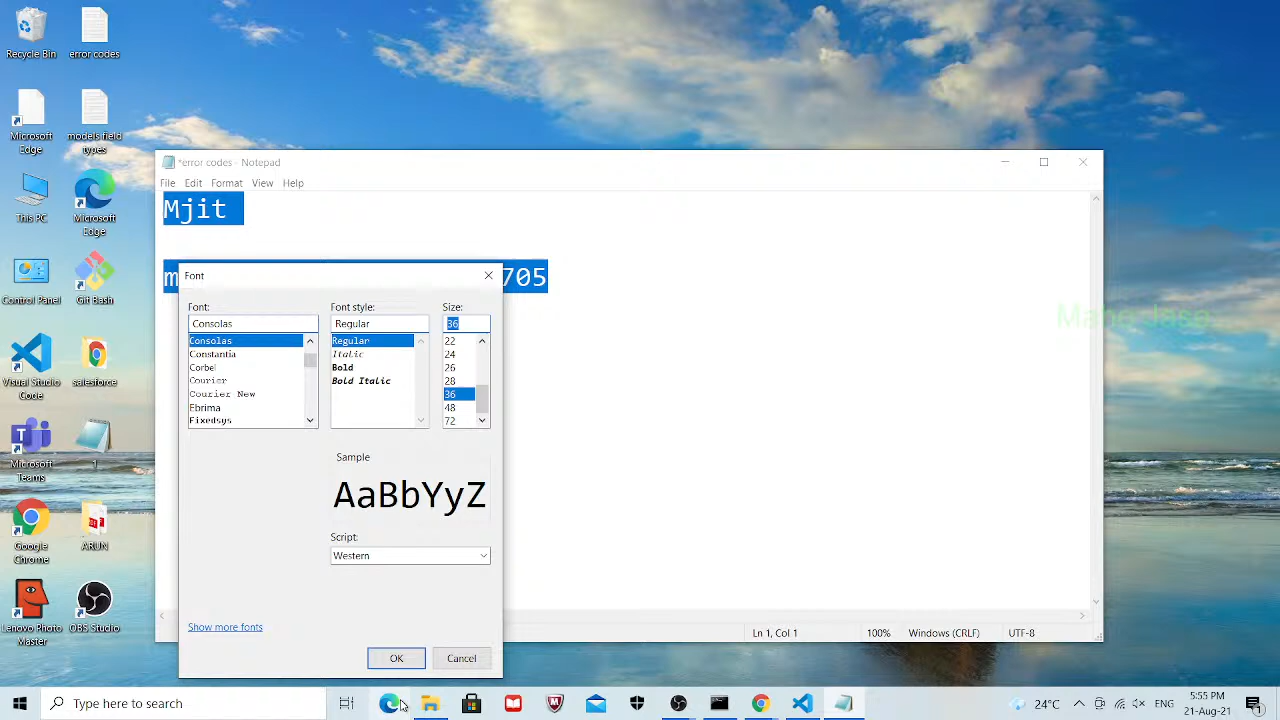 Recycle Bin
error codes
Microsoft Edge
models field types
This PC
Microsoft Edge
Control Panel
Git Bash
Visual Studio Code
salesforce
Microsoft Teams
1
Google Chrome
ARUN
Lenovo Photo Master
OBS Studio
*error codes - Notepad
File Edit Format View Help
Mjit
m
705
Font
Font: Font style: Size:
Consolas Regular 36
Consolas Regular 22
Constantia Italic 24
Corbel Bold 26
Courier Bold Italic 28
Courier New 36
Ebrima 48
Fixedsys 72
Sample
AaBbYyZ
Script:
Western
Show more fonts
OK Cancel
Ln 1, Col 1 100% Windows (CRLF) UTF-8
Type here to search
24°C ENG 5:53 PM
21-Aug-21
1